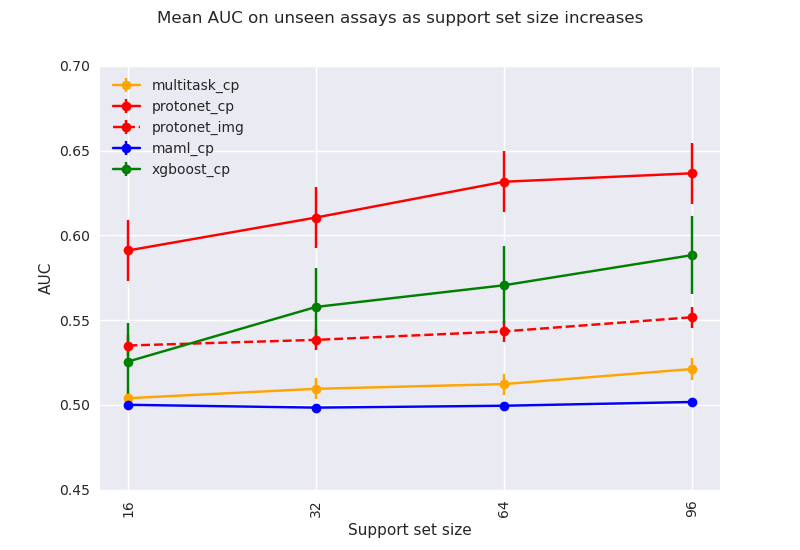 Mean AUC on unseen assays as support set size increases
0.70
0.65
0.60
0.55
0.50
0.45
AUC
multitask_cp
protonet_cp
protonet_img
maml_cp
xgboost_cp
16
32
64
96
Support set size